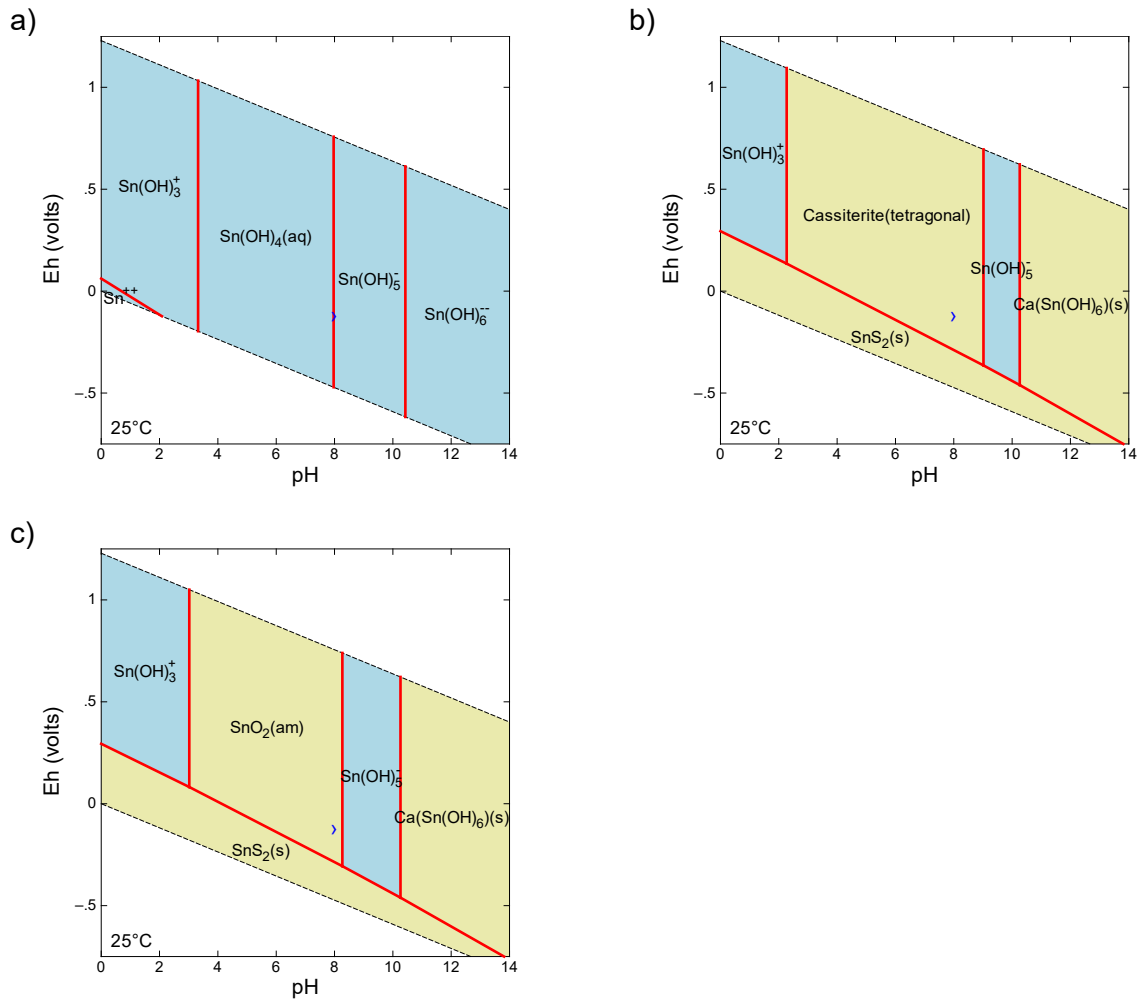 a)
1
.5
0
−.5
Eh (volts)
Sn(OH)₃⁺
Sn(OH)₄(aq)
Sn(OH)₅⁻
Sn(OH)₆⁻⁻
Sn⁺⁺
25°C
0 2 4 6 8 10 12 14
pH
b)
1
.5
0
−.5
Eh (volts)
Sn(OH)₃⁺
Cassiterite(tetragonal)
Sn(OH)₅⁻
Ca(Sn(OH)₆)(s)
SnS₂(s)
25°C
0 2 4 6 8 10 12 14
pH
c)
1
.5
0
−.5
Eh (volts)
Sn(OH)₃⁺
SnO₂(am)
Sn(OH)₅⁻
Ca(Sn(OH)₆)(s)
SnS₂(s)
25°C
0 2 4 6 8 10 12 14
pH